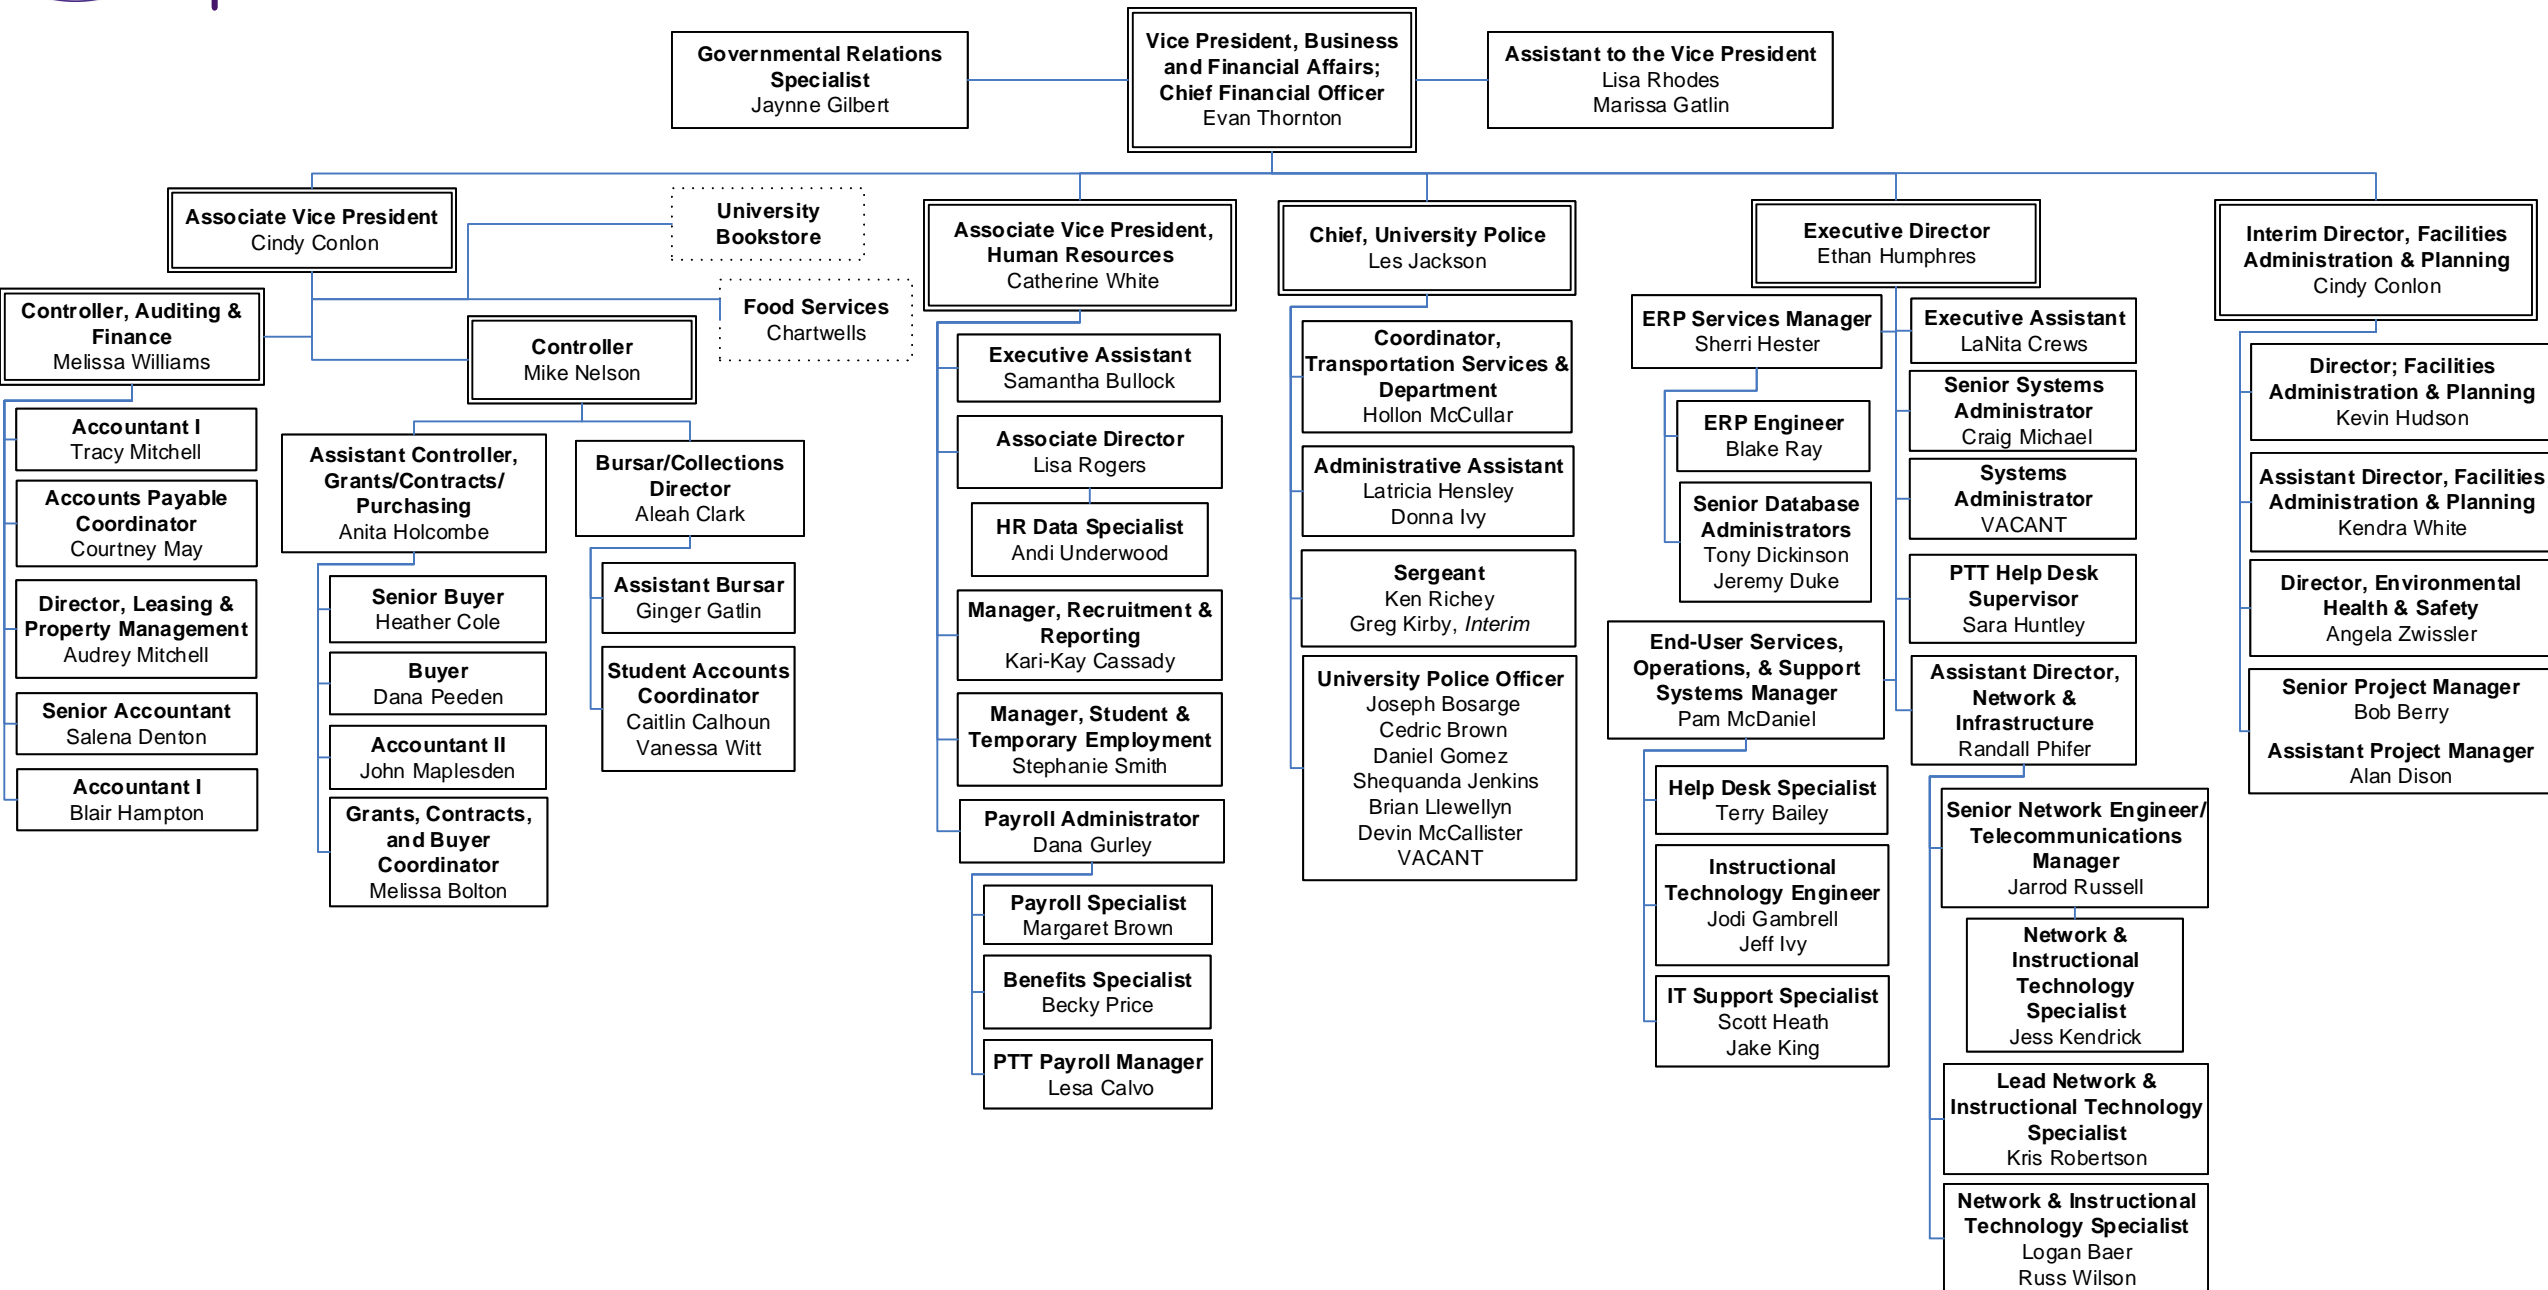 Governmental Relations
Specialist
Jaynne Gilbert
Vice President, Business
and Financial Affairs;
Chief Financial Officer
Evan Thornton
Assistant to the Vice President
Lisa Rhodes
Marissa Gatlin
Associate Vice President
Cindy Conlon
University
Bookstore
Food Services
Chartwells
Controller, Auditing &
Finance
Melissa Williams
Accountant I
Tracy Mitchell
Accounts Payable
Coordinator
Courtney May
Director, Leasing &
Property Management
Audrey Mitchell
Senior Accountant
Salena Denton
Accountant I
Blair Hampton
Controller
Mike Nelson
Assistant Controller,
Grants/Contracts/
Purchasing
Anita Holcombe
Senior Buyer
Heather Cole
Buyer
Dana Peeden
Accountant II
John Maplesden
Grants, Contracts,
and Buyer
Coordinator
Melissa Bolton
Bursar/Collections
Director
Aleah Clark
Assistant Bursar
Ginger Gatlin
Student Accounts
Coordinator
Caitlin Calhoun
Vanessa Witt
Associate Vice President,
Human Resources
Catherine White
Executive Assistant
Samantha Bullock
Associate Director
Lisa Rogers
HR Data Specialist
Andi Underwood
Manager, Recruitment &
Reporting
Kari-Kay Cassady
Manager, Student &
Temporary Employment
Stephanie Smith
Payroll Administrator
Dana Gurley
Payroll Specialist
Margaret Brown
Benefits Specialist
Becky Price
PTT Payroll Manager
Lesa Calvo
Chief, University Police
Les Jackson
Coordinator,
Transportation Services &
Department
Hollon McCullar
Administrative Assistant
Latricia Hensley
Donna Ivy
Sergeant
Ken Richey
Greg Kirby, Interim
University Police Officer
Joseph Bosarge
Cedric Brown
Daniel Gomez
Shequanda Jenkins
Brian Llewellyn
Devin McCallister
VACANT
Executive Director
Ethan Humphres
ERP Services Manager
Sherri Hester
ERP Engineer
Blake Ray
Senior Database
Administrators
Tony Dickinson
Jeremy Duke
End-User Services,
Operations, & Support
Systems Manager
Pam McDaniel
Help Desk Specialist
Terry Bailey
Instructional
Technology Engineer
Jodi Gambrell
Jeff Ivy
IT Support Specialist
Scott Heath
Jake King
Executive Assistant
LaNita Crews
Senior Systems
Administrator
Craig Michael
Systems
Administrator
VACANT
PTT Help Desk
Supervisor
Sara Huntley
Assistant Director,
Network &
Infrastructure
Randall Phifer
Senior Network Engineer/
Telecommunications
Manager
Jarrod Russell
Network &
Instructional
Technology
Specialist
Jess Kendrick
Lead Network &
Instructional Technology
Specialist
Kris Robertson
Network & Instructional
Technology Specialist
Logan Baer
Russ Wilson
Interim Director, Facilities
Administration & Planning
Cindy Conlon
Director; Facilities
Administration & Planning
Kevin Hudson
Assistant Director, Facilities
Administration & Planning
Kendra White
Director, Environmental
Health & Safety
Angela Zwissler
Senior Project Manager
Bob Berry
Assistant Project Manager
Alan Dison